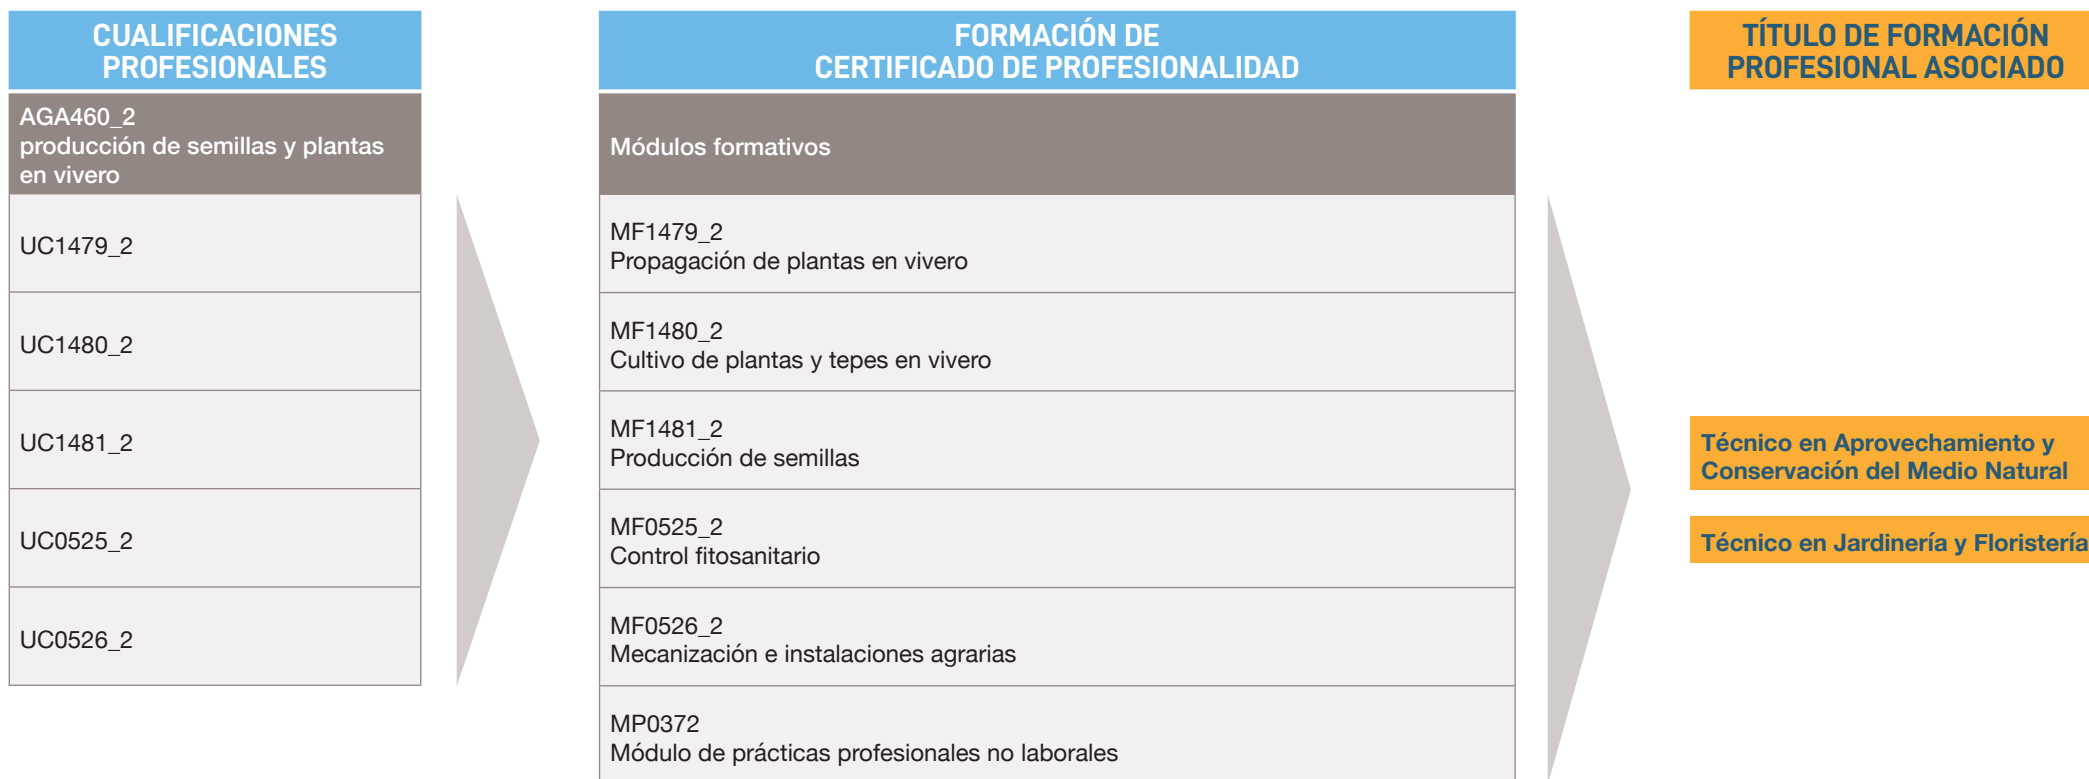 CUALIFICACIONES
PROFESIONALES
AGA460_2
producción de semillas y plantas
en vivero
UC1479_2
UC1480_2
UC1481_2
UC0525_2
UC0526_2
FORMACIÓN DE
CERTIFICADO DE PROFESIONALIDAD
Módulos formativos
MF1479_2
Propagación de plantas en vivero
MF1480_2
Cultivo de plantas y tepes en vivero
MF1481_2
Producción de semillas
MF0525_2
Control fitosanitario
MF0526_2
Mecanización e instalaciones agrarias
MP0372
Módulo de prácticas profesionales no laborales
TÍTULO DE FORMACIÓN
PROFESIONAL ASOCIADO
Técnico en Aprovechamiento y
Conservación del Medio Natural
Técnico en Jardinería y Floristería